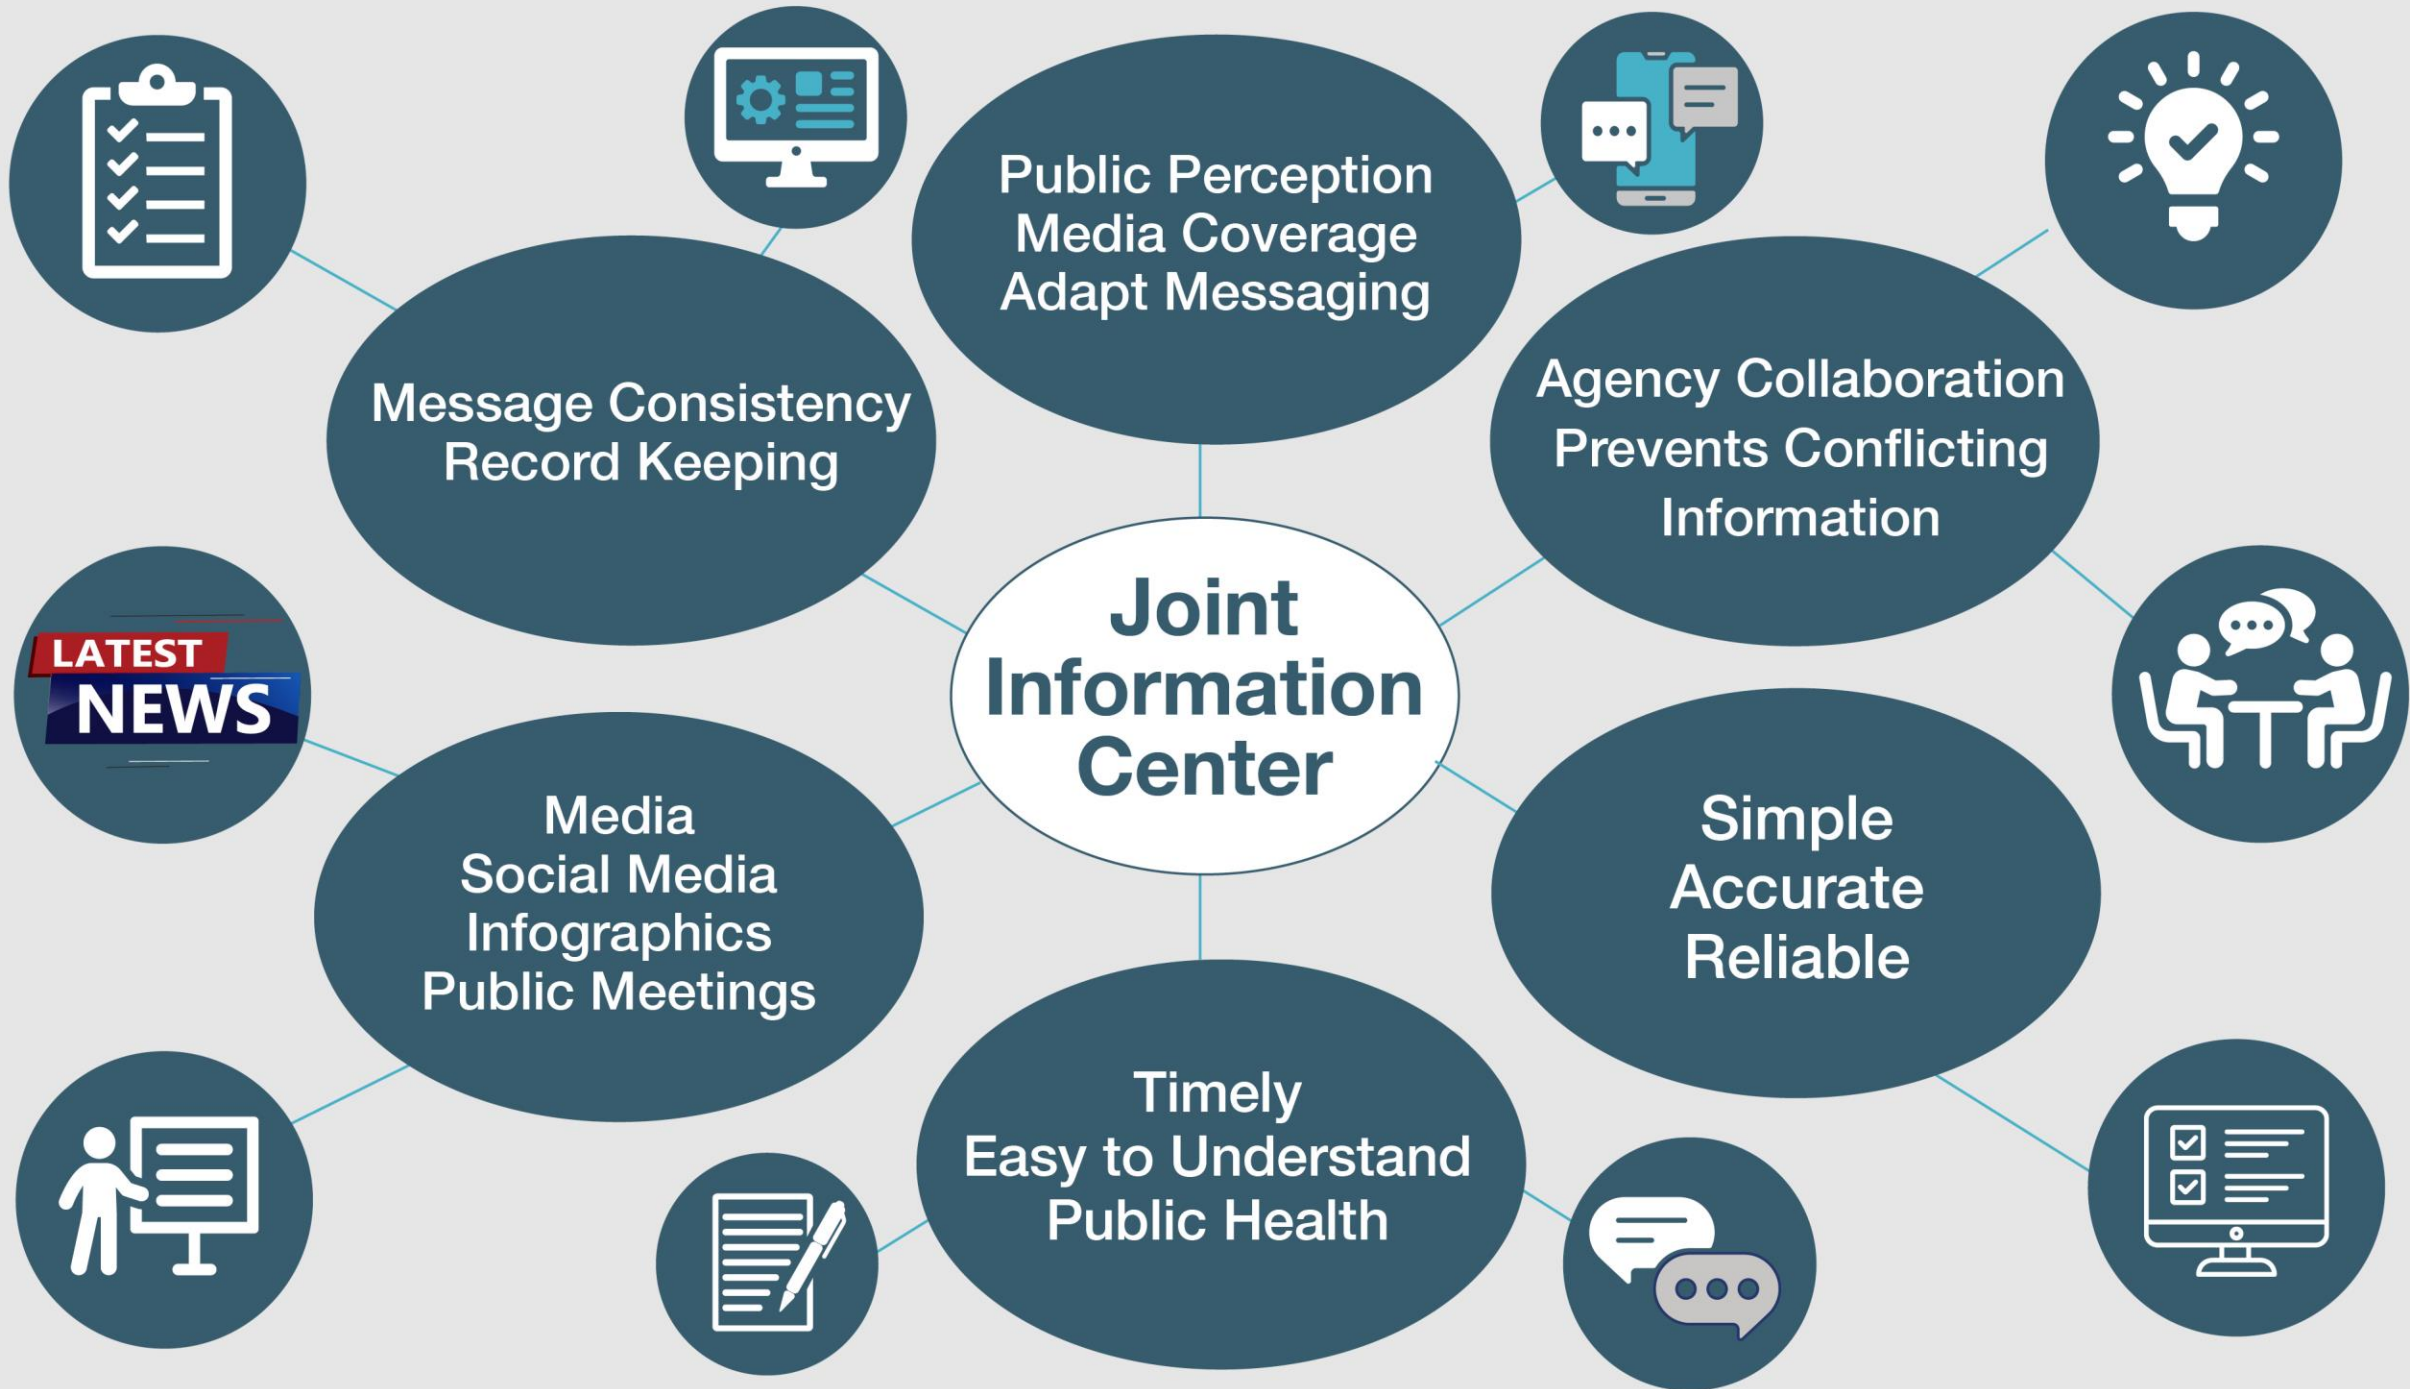 Public Perception
Media Coverage
Adapt Messaging
Message Consistency
Record Keeping
Agency Collaboration
Prevents Conflicting
Information
Joint
Information
Center
LATEST
NEWS
Media
Social Media
Infographics
Public Meetings
Simple
Accurate
Reliable
Timely
Easy to Understand
Public Health